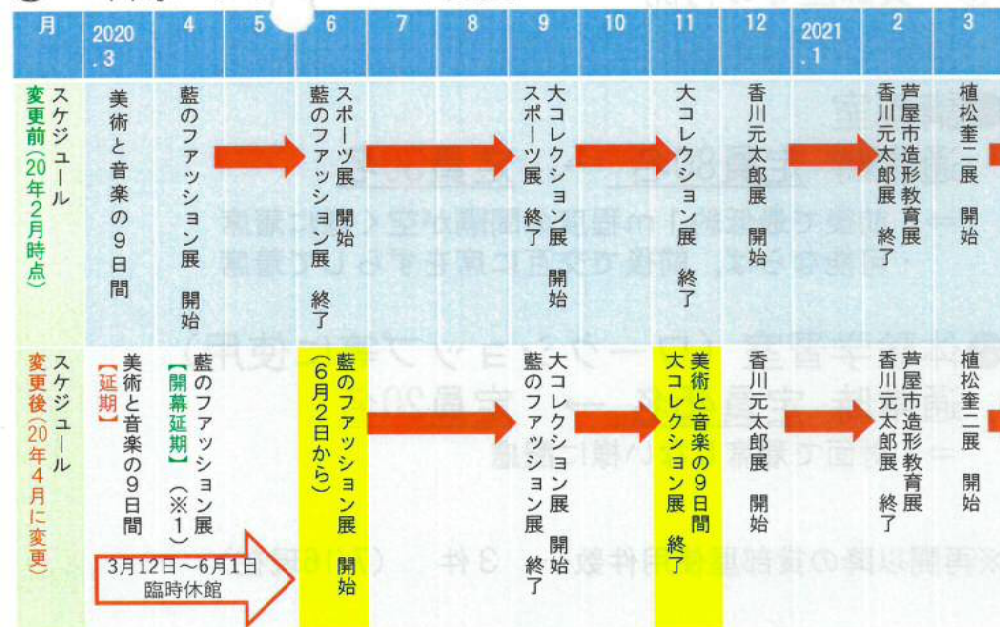 月
2020.3
4
5
6
7
8
9
10
11
12
2021.1
2
3
スケジュール
変更前(20年2月時点)
美術と音楽の9日間
藍のファッション展 開始
スポーツ展 開始
藍のファッション展 終了
大コレクション展 開始
スポーツ展 終了
大コレクション展 終了
香川元太郎展 開始
芦屋市造形教育展
香川元太郎展 終了
植松奎二展 開始
スケジュール
変更後(20年4月に変更)
美術と音楽の9日間
【延期】
藍のファッション展
【開幕延期】(※1)
藍のファッション展 開始
(6月2日から)
大コレクション展 開始
藍のファッション展 終了
美術と音楽の9日間
大コレクション展 終了
香川元太郎展 開始
芦屋市造形教育展
香川元太郎展 終了
植松奎二展 開始
3月12日~6月1日
臨時休館